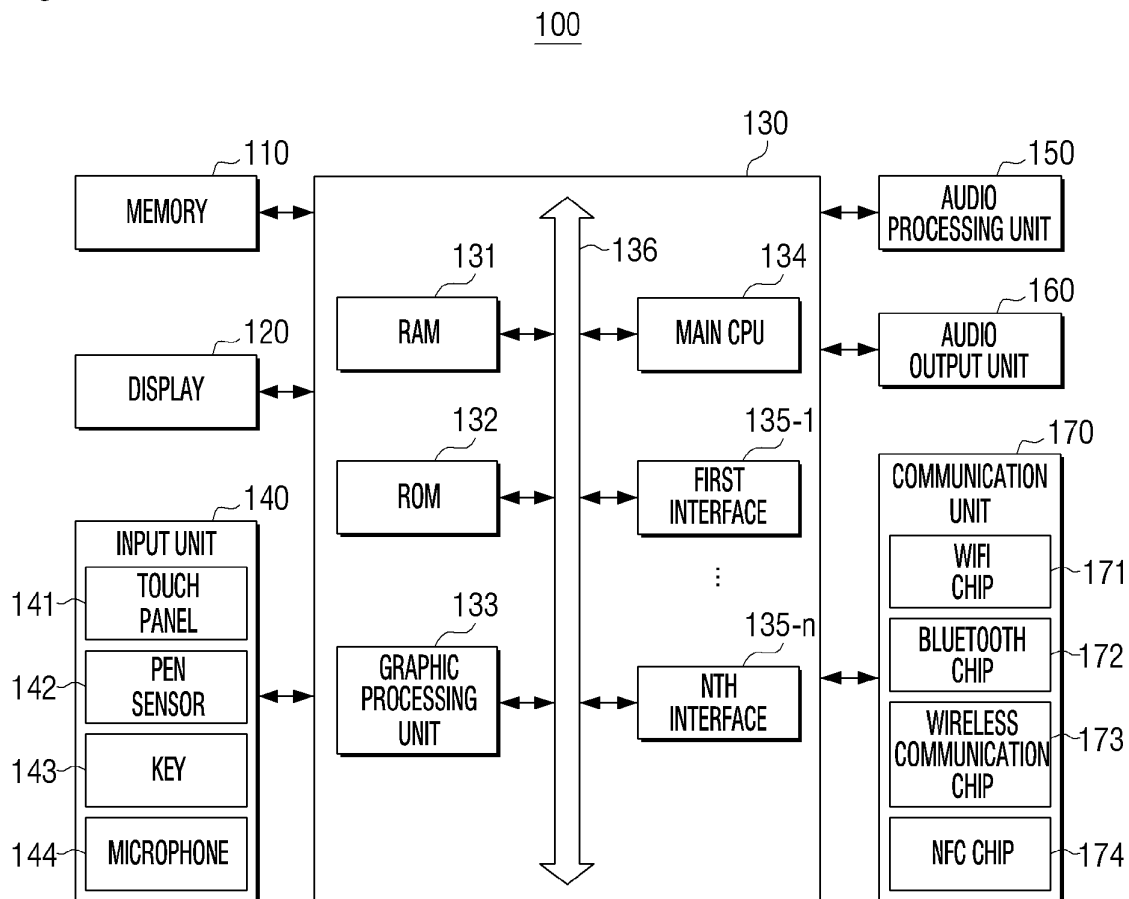 100
110
MEMORY
120
DISPLAY
140
INPUT UNIT
141
TOUCH
PANEL
142
PEN
SENSOR
143
KEY
144
MICROPHONE
130
136
131
RAM
132
ROM
133
GRAPHIC
PROCESSING
UNIT
134
MAIN CPU
135-1
FIRST
INTERFACE
...
135-n
NTH
INTERFACE
150
AUDIO
PROCESSING UNIT
160
AUDIO
OUTPUT UNIT
170
COMMUNICATION
UNIT
WIFI
CHIP
171
BLUETOOTH
CHIP
172
WIRELESS
COMMUNICATION
CHIP
173
NFC CHIP
174